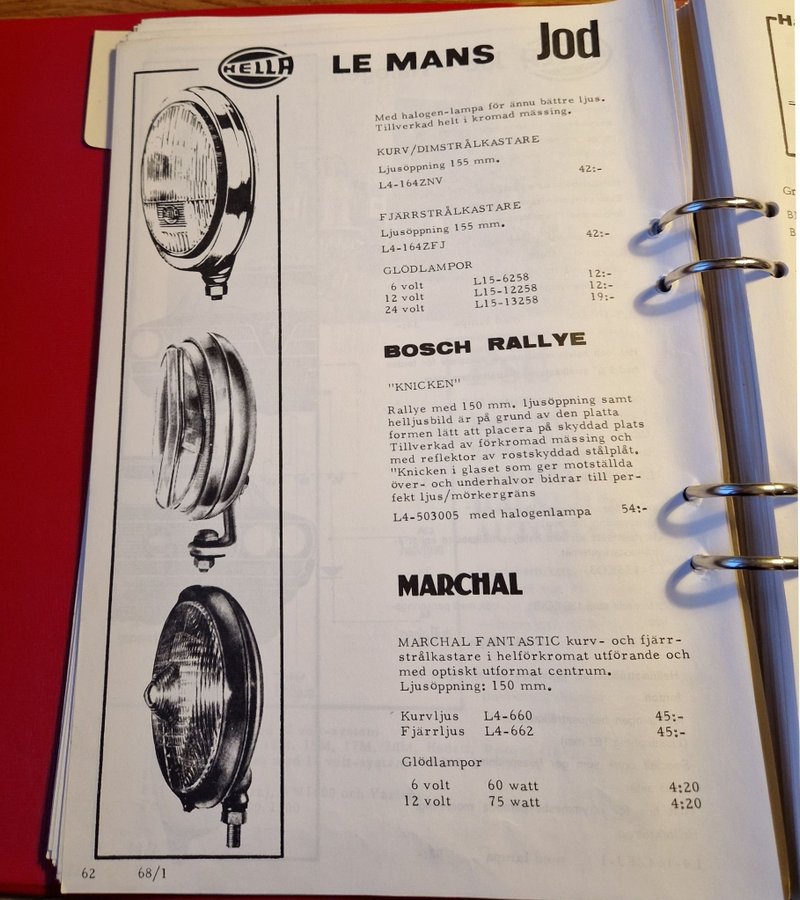 HELLA LE MANS Jod
Med halogen-lampa för ännu bättre ljus.
Tillverkad helt i kromad mässing.
KURV/DIMSTRÅLKASTARE
Ljusöppning 155 mm.
L4-164ZNV 42:-
FJÄRRSTRÅLKASTARE
Ljusöppning 155 mm.
L4-164ZFJ 42:-
GLÖDLAMPOR
6 volt L15-6258 12:-
12 volt L15-12258 12:-
24 volt L15-13258 19:-
BOSCH RALLYE
"KNICKEN"
Rallye med 150 mm. ljusöppning samt
helljusbild är på grund av den platta
formen lätt att placera på skyddad plats
Tillverkad av förkromad mässing och
med reflektor av rostskyddad stålplåt.
"Knicken i glaset som ger motställda
över- och underhalvor bidrar till per-
fekt ljus/mörkergräns
L4-503005 med halogenlampa 54:-
MARCHAL
MARCHAL FANTASTIC kurv- och fjärr-
strålkastare i helförkromat utförande och
med optiskt utformat centrum.
Ljusöppning: 150 mm.
Kurvljus L4-660 45:-
Fjärrljus L4-662 45:-
Glödlampor
6 volt 60 watt 4:20
12 volt 75 watt 4:20
62 68/1